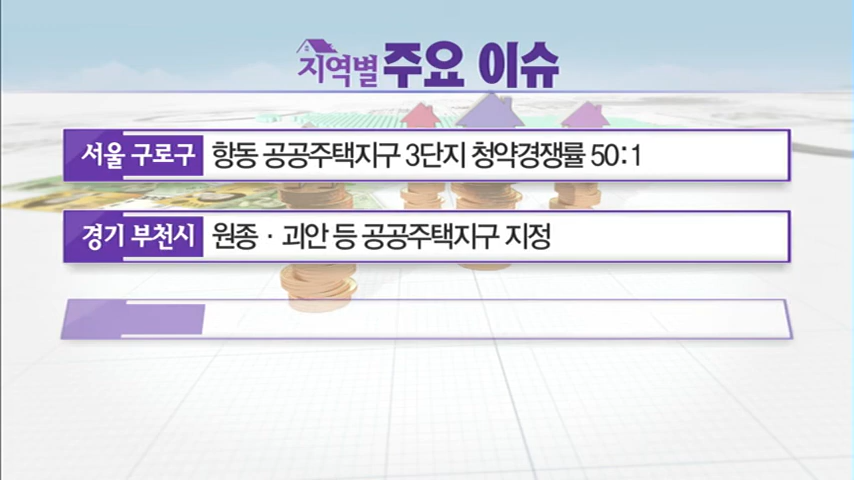 지역별 주요 이슈
서울 구로구 항동 공공주택지구 3단지 청약경쟁률 50:1
경기 부천시 원종·괴안 등 공공주택지구 지정